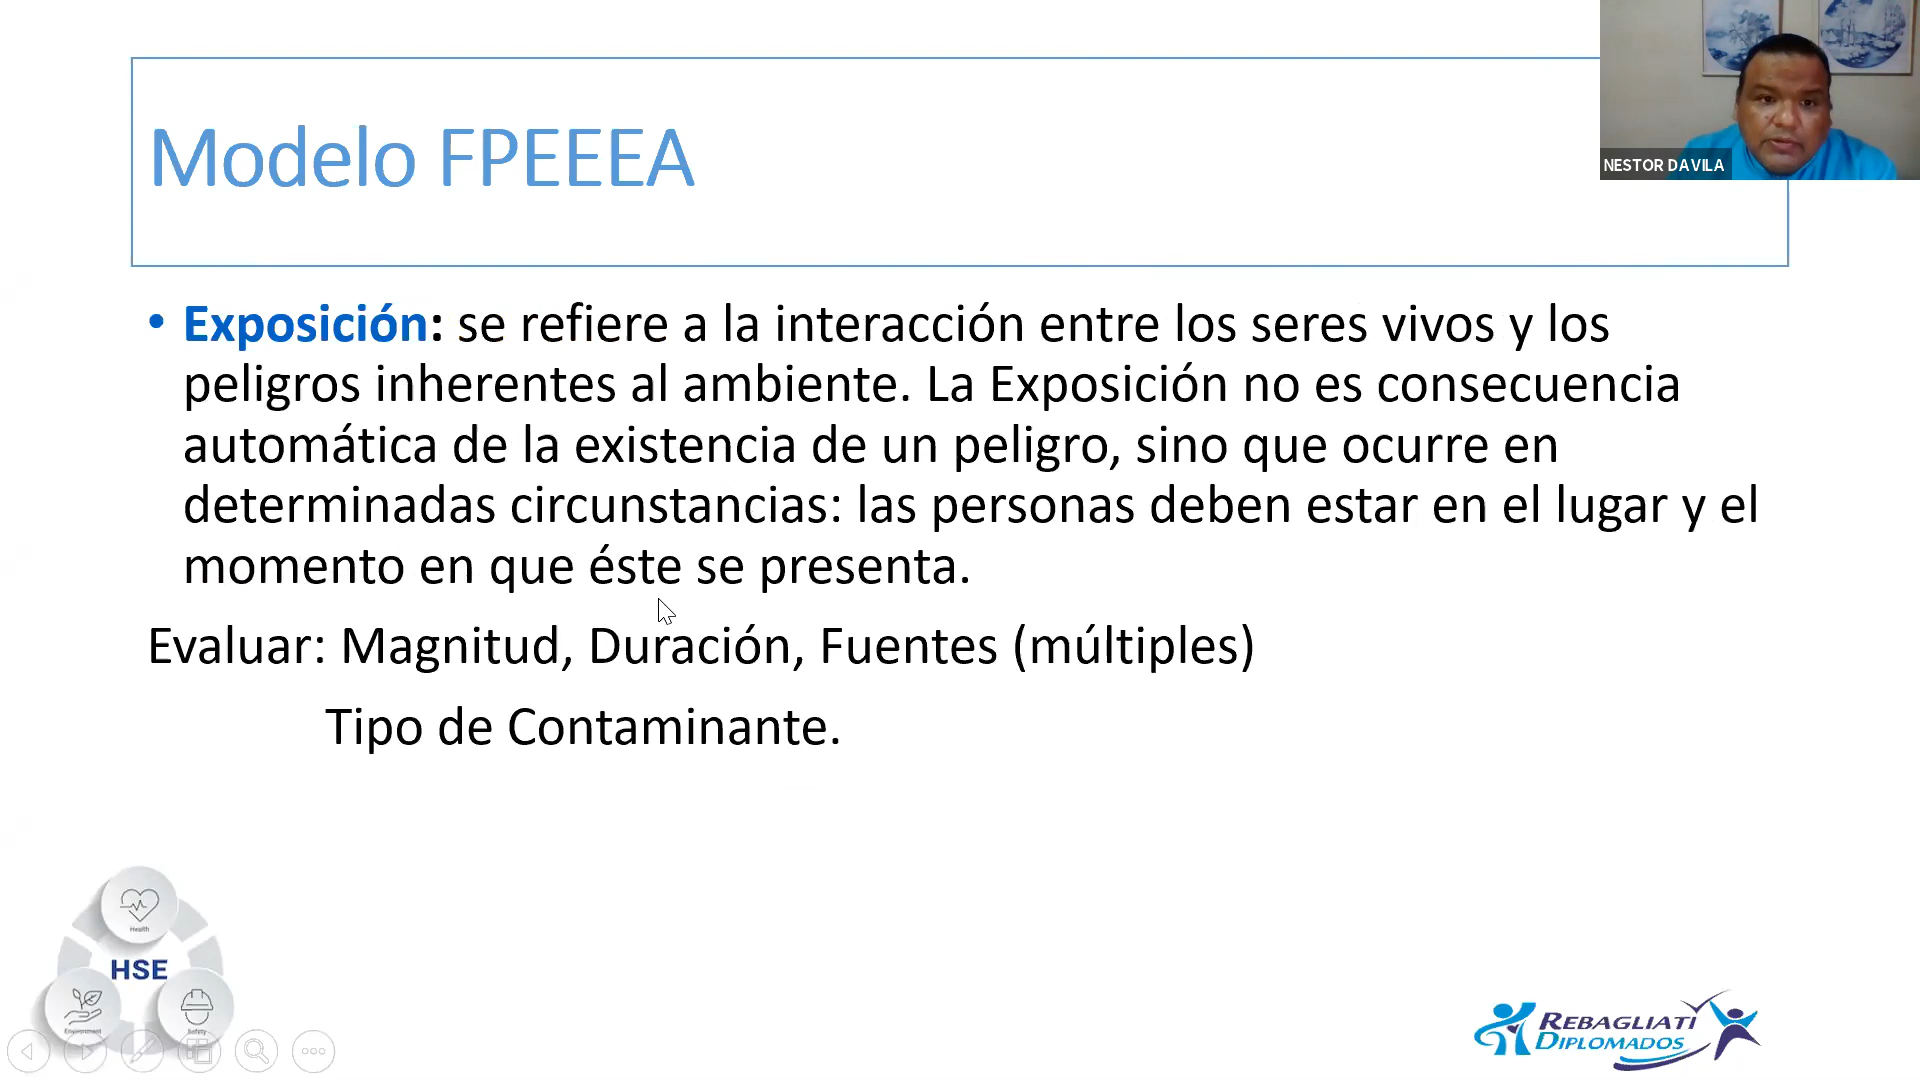 Modelo FPEEEA
NESTOR DAVILA
• Exposición: se refiere a la interacción entre los seres vivos y los
peligros inherentes al ambiente. La Exposición no es consecuencia
automática de la existencia de un peligro, sino que ocurre en
determinadas circunstancias: las personas deben estar en el lugar y el
momento en que éste se presenta.
Evaluar: Magnitud, Duración, Fuentes (múltiples)
Tipo de Contaminante.
Health
HSE
Environment
Safety
REBAGLIATI
DIPLOMADOS